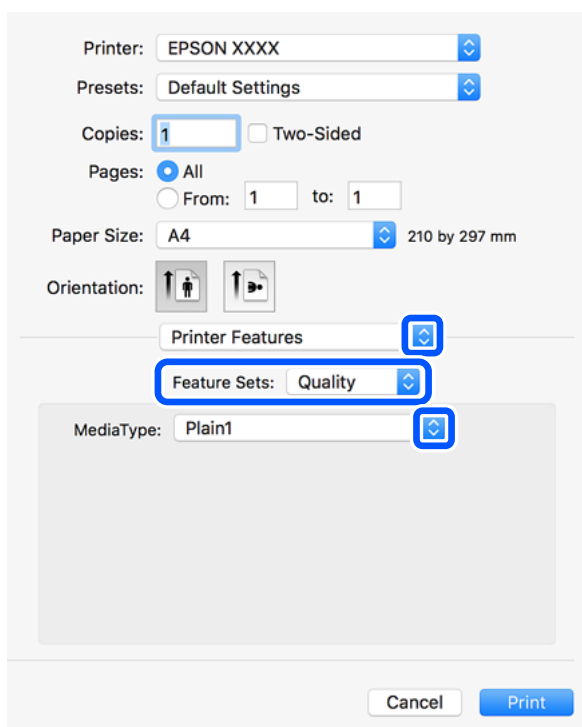 Printer: EPSON XXXX
Presets: Default Settings
Copies: 1 Two-Sided
Pages: All
From: 1 to: 1
Paper Size: A4 210 by 297 mm
Orientation:
Printer Features
Feature Sets: Quality
MediaType: Plain1
Cancel Print